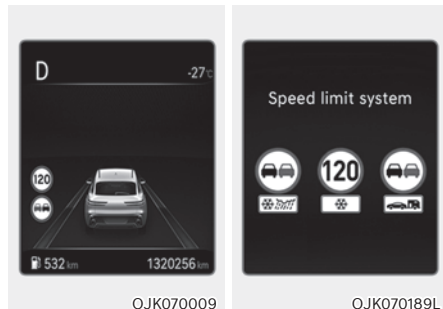 D
-27℃
120
532 km
1320256 km
OJK070009
Speed limit system
120
OJK070189L